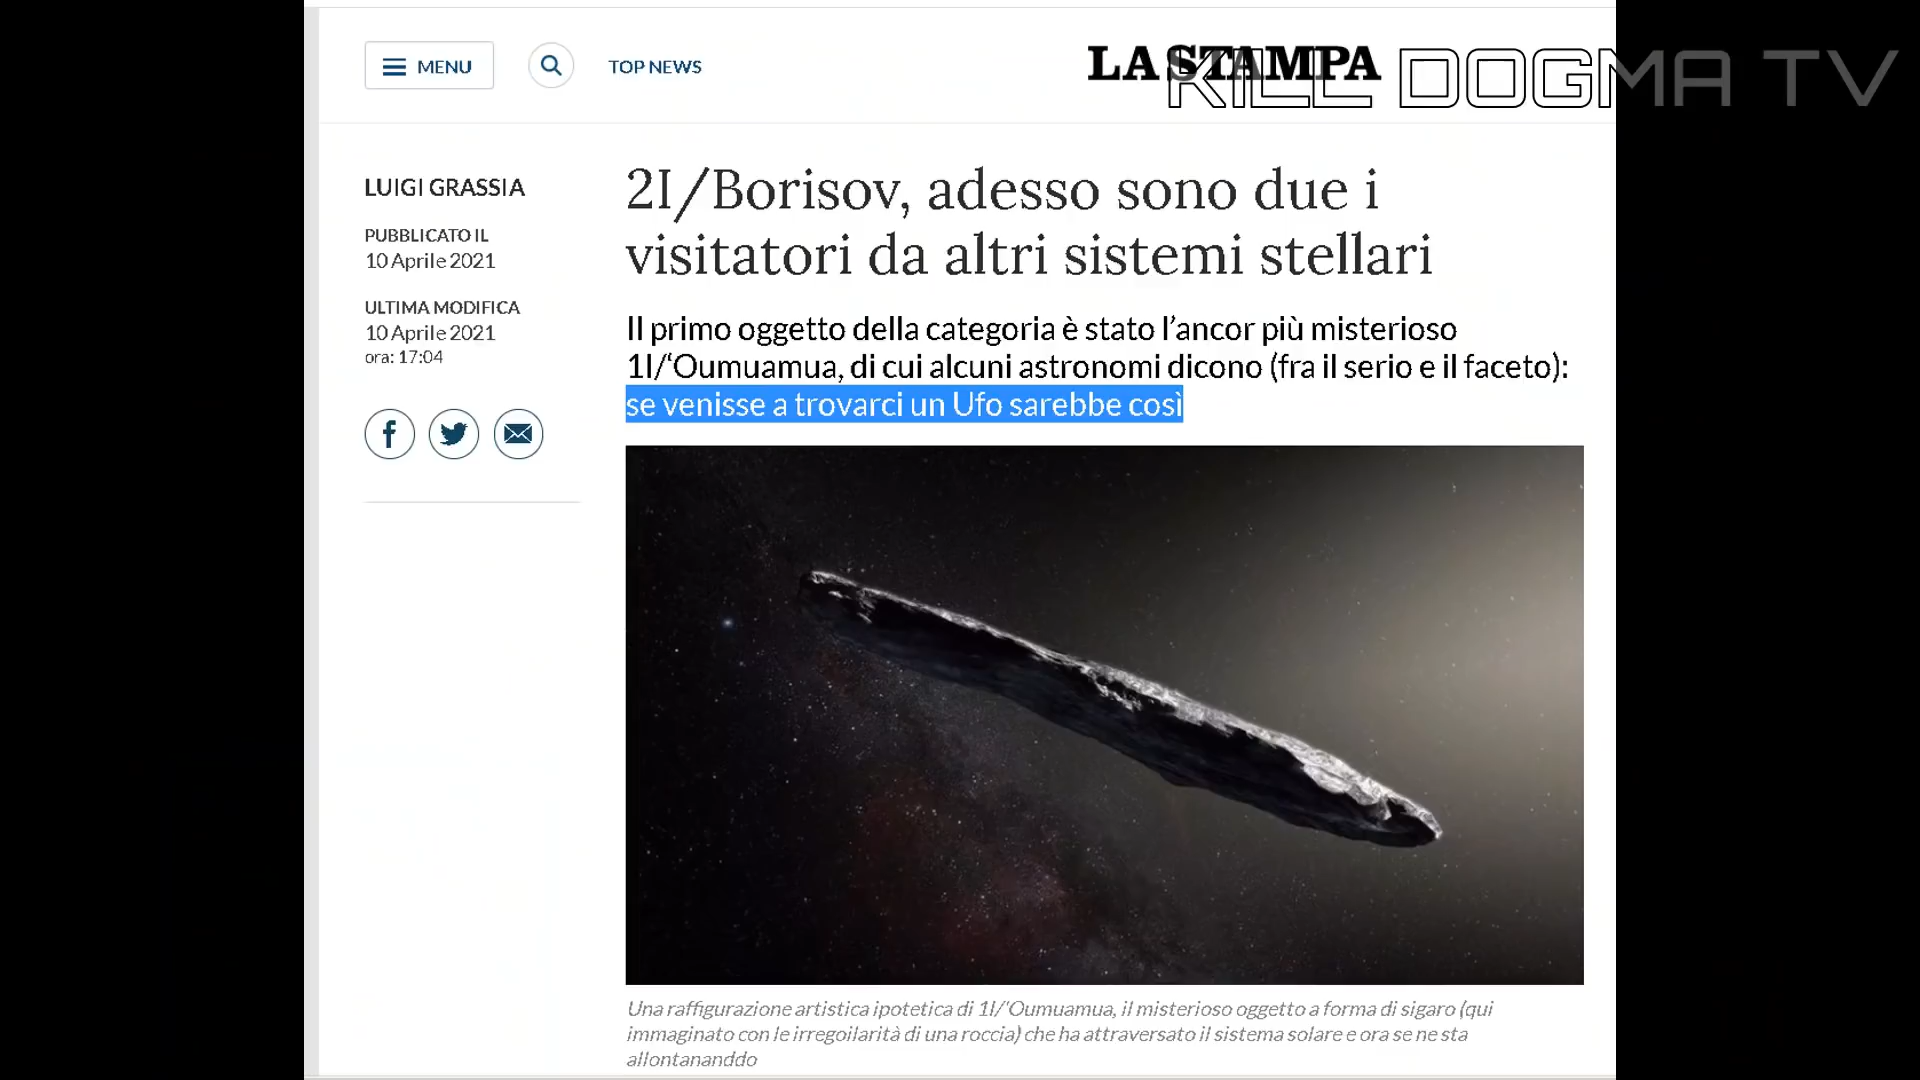 MENU
TOP NEWS
LA STAMPA
KILL DOGMA TV
LUIGI GRASSIA
PUBBLICATO IL
10 Aprile 2021
ULTIMA MODIFICA
10 Aprile 2021
ora: 17:04
2I/Borisov, adesso sono due i
visitatori da altri sistemi stellari
Il primo oggetto della categoria è stato l’ancor più misterioso
1I/‘Oumuamua, di cui alcuni astronomi dicono (fra il serio e il faceto):
se venisse a trovarci un Ufo sarebbe così
Una raffigurazione artistica ipotetica di 1I/‘Oumuamua, il misterioso oggetto a forma di sigaro (qui
immaginato con le irregoilarità di una roccia) che ha attraversato il sistema solare e ora se ne sta
allontananddo